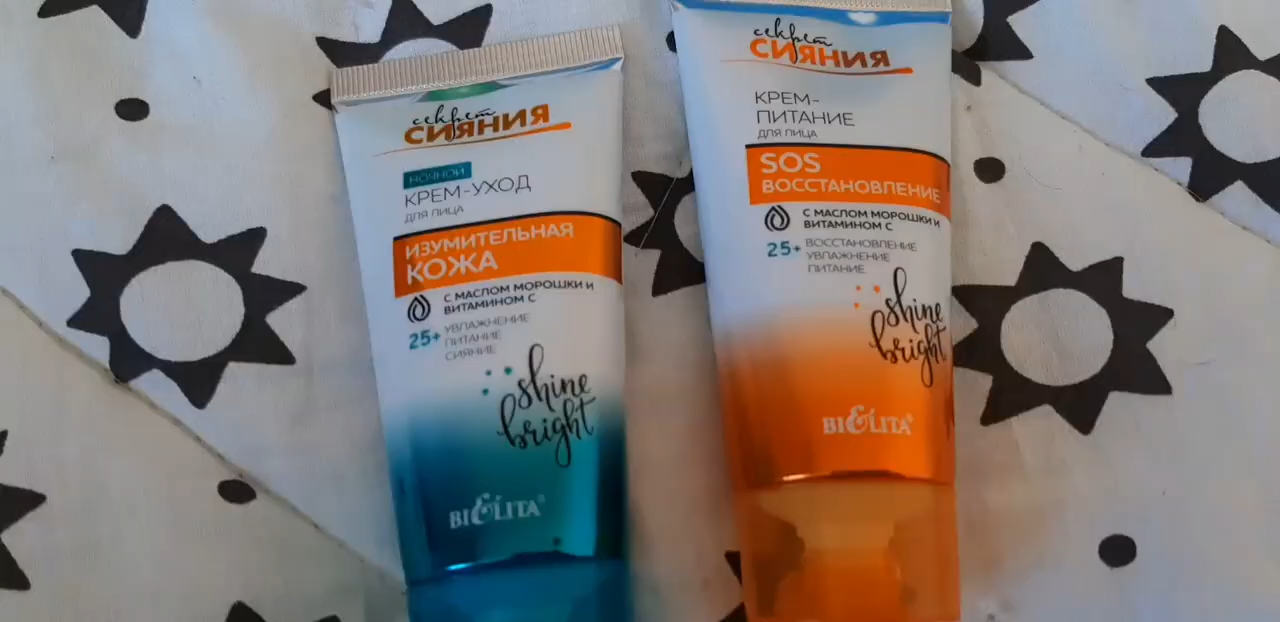 секрет
СИЯНИЯ
НОЧНОЙ
КРЕМ-УХОД
ДЛЯ ЛИЦА
ИЗУМИТЕЛЬНАЯ
КОЖА
С МАСЛОМ МОРОШКИ И
ВИТАМИНОМ С
25+ УВЛАЖНЕНИЕ
ПИТАНИЕ
СИЯНИЕ
shine
bright
BIELITA®
секрет
СИЯНИЯ
КРЕМ-
ПИТАНИЕ
ДЛЯ ЛИЦА
SOS
ВОССТАНОВЛЕНИЕ
С МАСЛОМ МОРОШКИ И
ВИТАМИНОМ С
25+ ВОССТАНОВЛЕНИЕ
УВЛАЖНЕНИЕ
ПИТАНИЕ
shine
bright
BIELITA®